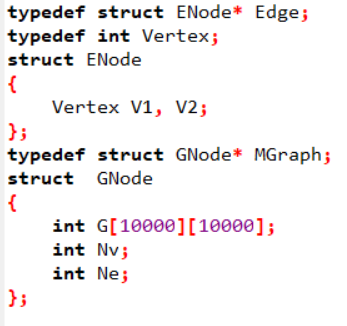 typedef struct ENode* Edge;
typedef int Vertex;
struct ENode
{
    Vertex V1, V2;
};
typedef struct GNode* MGraph;
struct  GNode
{
    int G[10000][10000];
    int Nv;
    int Ne;
};